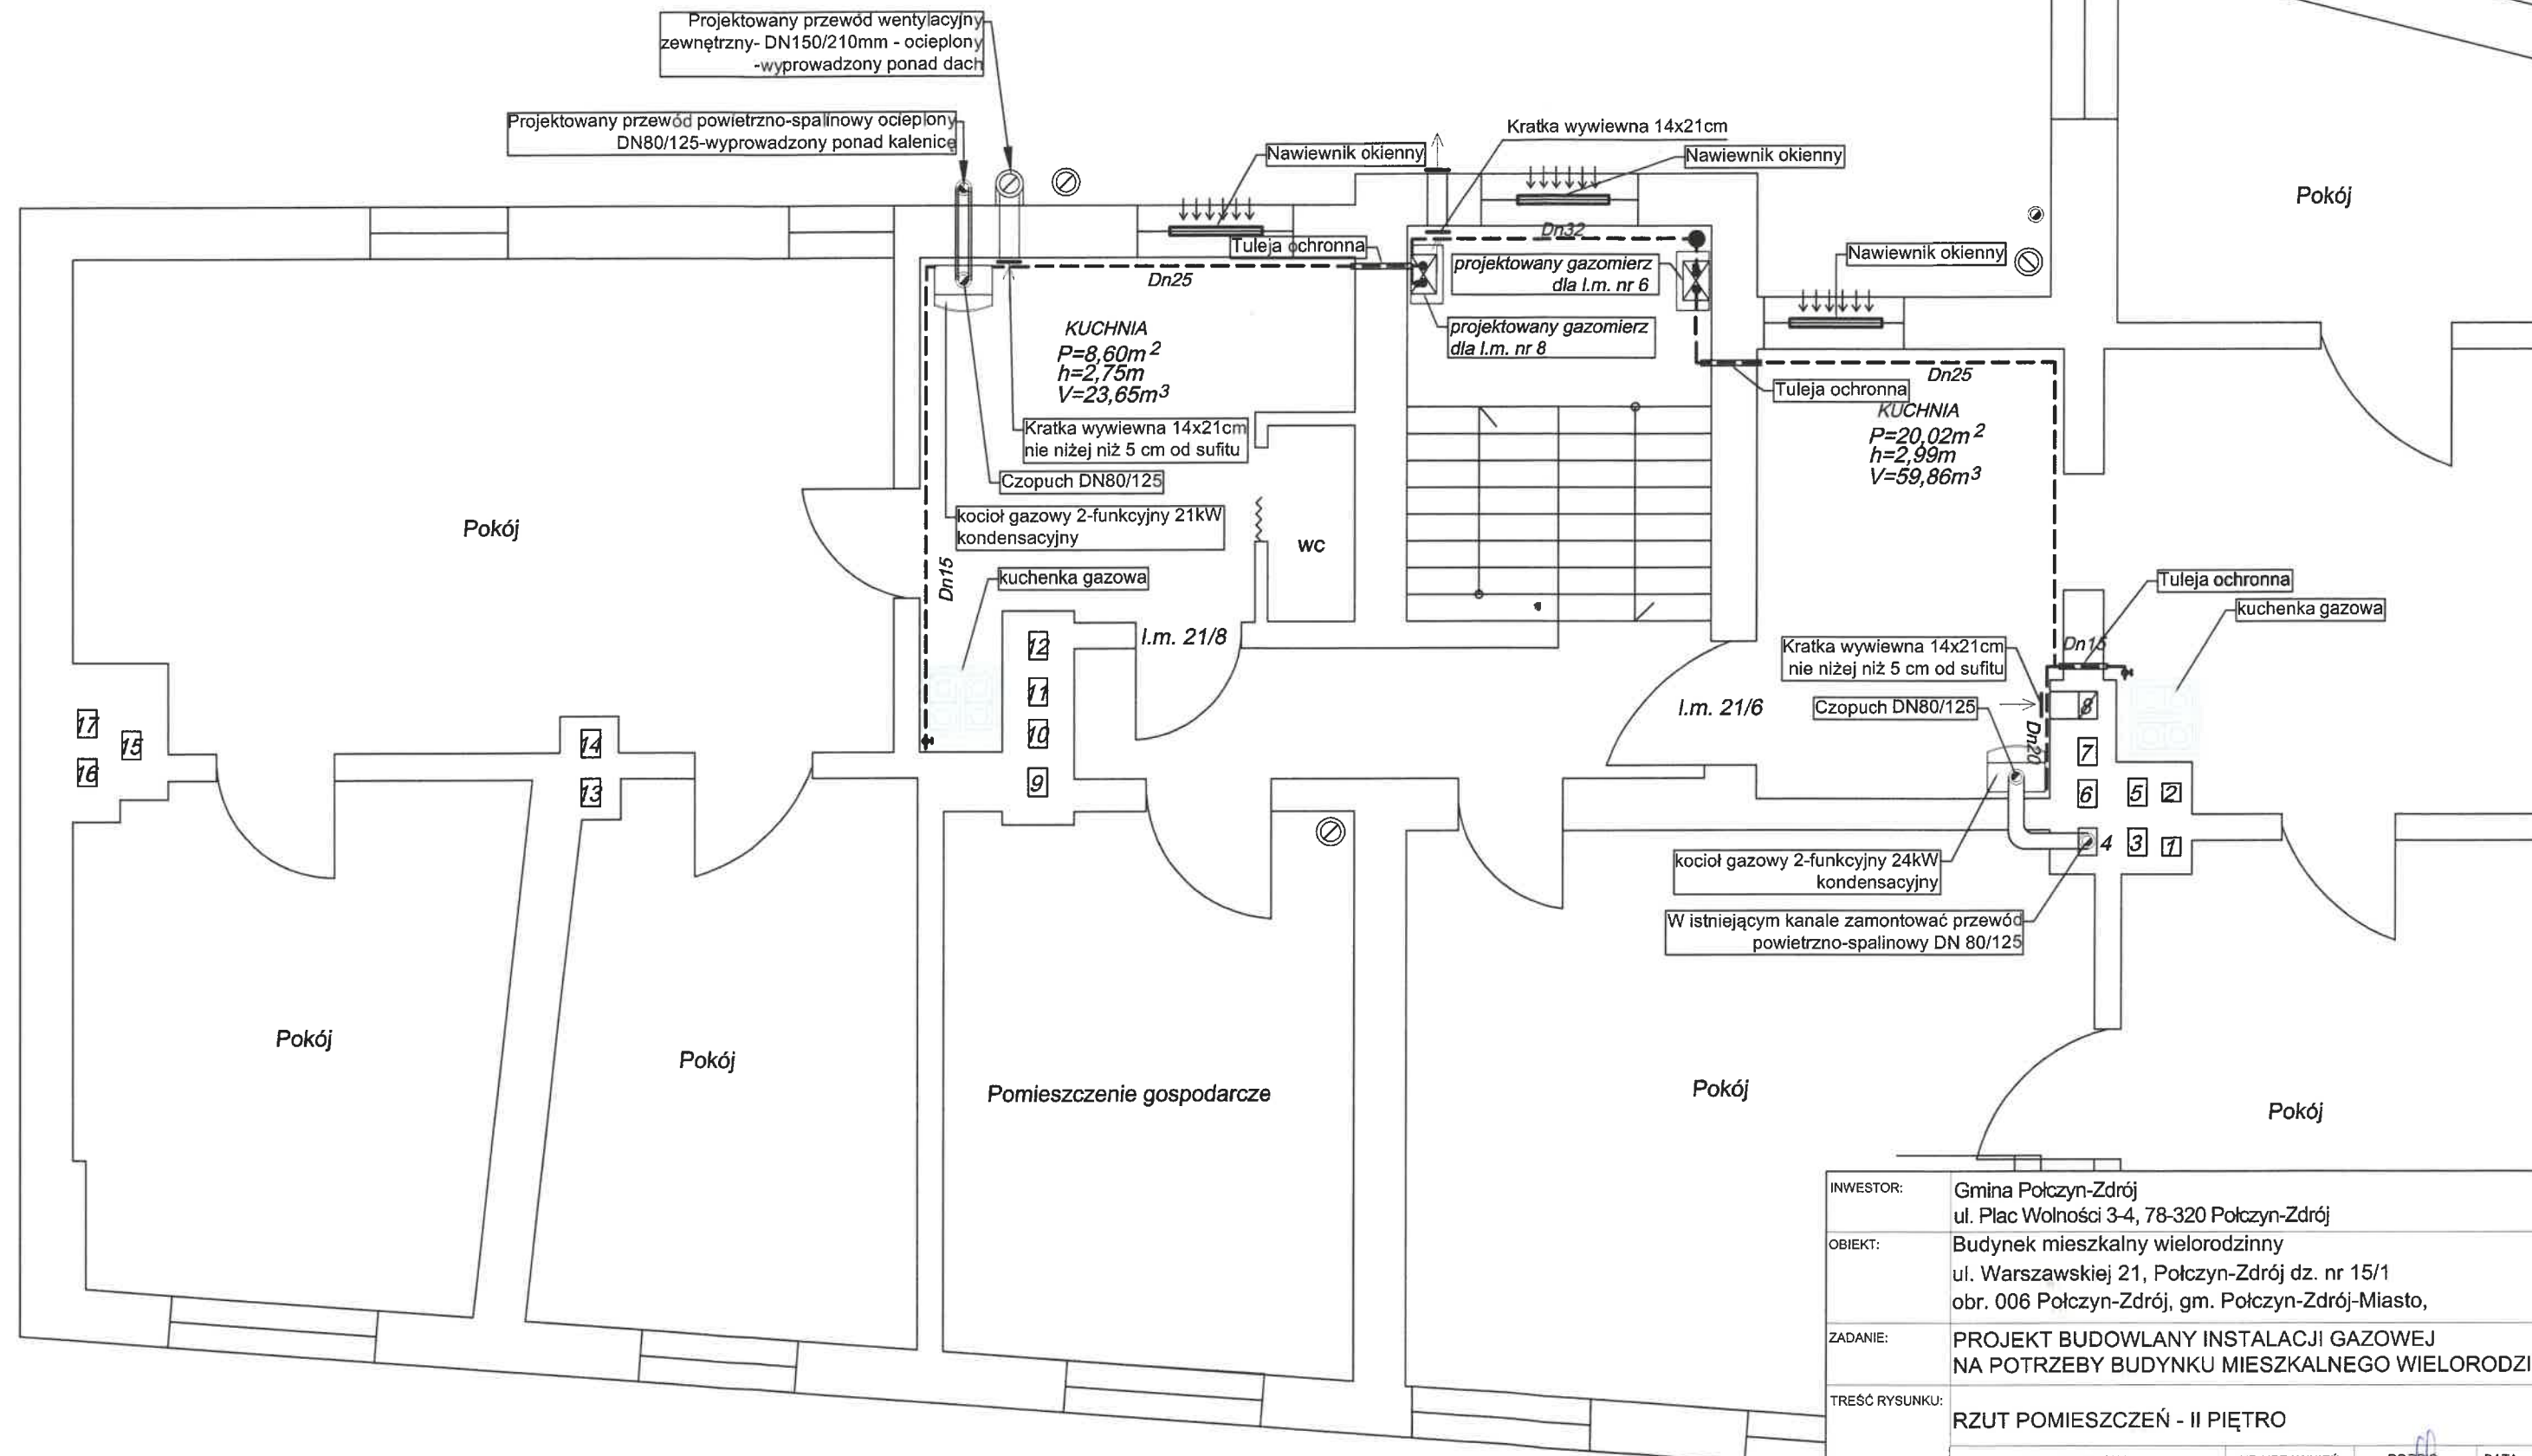 Projektowany przewód wentylacyjny
zewnętrzny- DN150/210mm - ocieplony
-wyprowadzony ponad dach
Projektowany przewód powietrzno-spalinowy ocieplony
DN80/125-wyprowadzony ponad kalenicę
Nawiewnik okienny
Kratka wywiewna 14x21cm
Nawiewnik okienny
Pokój
Nawiewnik okienny
Tuleja ochronna
Dn32
Dn25
projektowany gazomierz
dla l.m. nr 6
projektowany gazomierz
dla l.m. nr 8
KUCHNIA
P=8,60m2
h=2,75m
V=23,65m3
Dn25
Tuleja ochronna
KUCHNIA
P=20,02m2
h=2,99m
V=59,86m3
Kratka wywiewna 14x21cm
nie niżej niż 5 cm od sufitu
Czopuch DN80/125
kocioł gazowy 2-funkcyjny 21kW
kondensacyjny
Pokój
wc
Dn15
kuchenka gazowa
Tuleja ochronna
kuchenka gazowa
l.m. 21/8
Kratka wywiewna 14x21cm
nie niżej niż 5 cm od sufitu
Dn15
l.m. 21/6
Czopuch DN80/125
Dn20
12
11
10
9
17
15
16
14
13
8
7
6
5
2
4
3
1
kocioł gazowy 2-funkcyjny 24kW
kondensacyjny
W istniejącym kanale zamontować przewód
powietrzno-spalinowy DN 80/125
Pokój
Pokój
Pomieszczenie gospodarcze
Pokój
Pokój
INWESTOR:
Gmina Połczyn-Zdrój
ul. Plac Wolności 3-4, 78-320 Połczyn-Zdrój
OBIEKT:
Budynek mieszkalny wielorodzinny
ul. Warszawskiej 21, Połczyn-Zdrój dz. nr 15/1
obr. 006 Połczyn-Zdrój, gm. Połczyn-Zdrój-Miasto,
ZADANIE:
PROJEKT BUDOWLANY INSTALACJI GAZOWEJ
NA POTRZEBY BUDYNKU MIESZKALNEGO WIELORODZI
TREŚĆ RYSUNKU:
RZUT POMIESZCZEŃ - II PIĘTRO